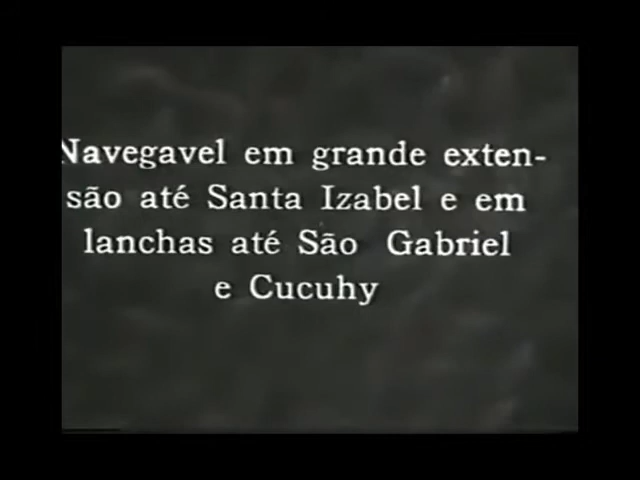 Navegavel em grande exten-
são até Santa Izabel e em
lanchas até São Gabriel
e Cucuhy